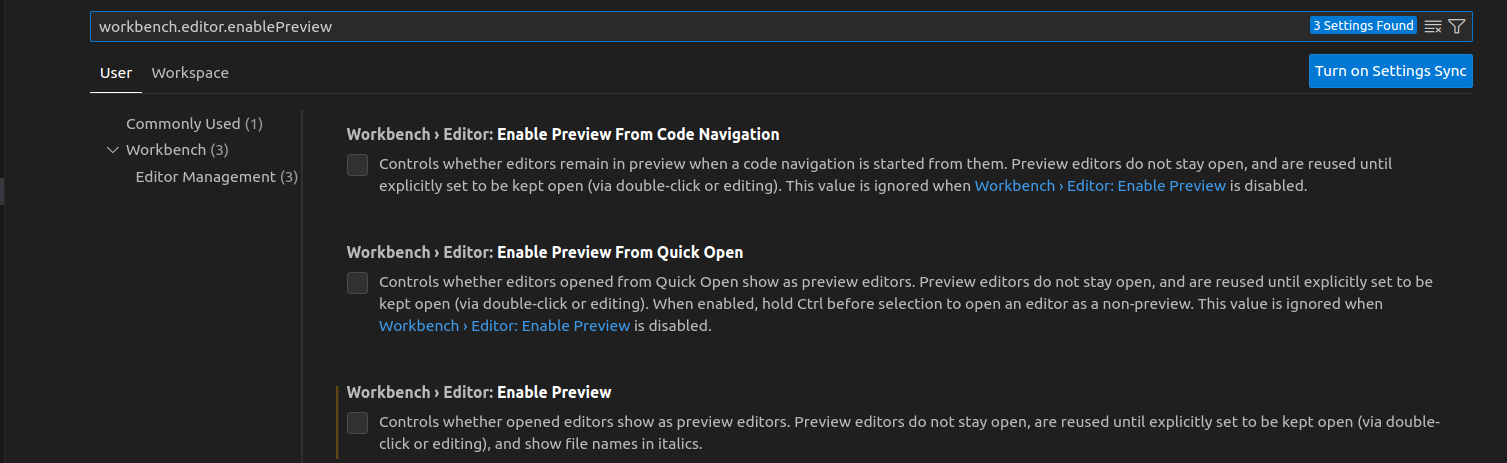 workbench.editor.enablePreview
3 Settings Found
User Workspace
Turn on Settings Sync
Commonly Used (1)
Workbench (3)
Editor Management (3)
Workbench › Editor: Enable Preview From Code Navigation
Controls whether editors remain in preview when a code navigation is started from them. Preview editors do not stay open, and are reused until
explicitly set to be kept open (via double-click or editing). This value is ignored when Workbench › Editor: Enable Preview is disabled.
Workbench › Editor: Enable Preview From Quick Open
Controls whether editors opened from Quick Open show as preview editors. Preview editors do not stay open, and are reused until explicitly set to be
kept open (via double-click or editing). When enabled, hold Ctrl before selection to open an editor as a non-preview. This value is ignored when
Workbench › Editor: Enable Preview is disabled.
Workbench › Editor: Enable Preview
Controls whether opened editors show as preview editors. Preview editors do not stay open, are reused until explicitly set to be kept open (via double-
click or editing), and show file names in italics.